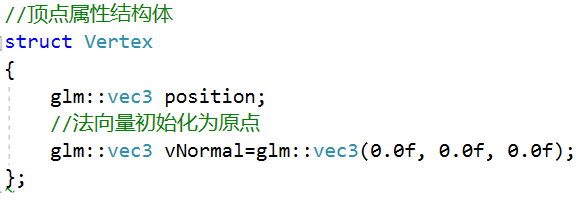 //顶点属性结构体
struct Vertex
{
    glm::vec3 position;
    //法向量初始化为原点
    glm::vec3 vNormal=glm::vec3(0.0f, 0.0f, 0.0f);
};